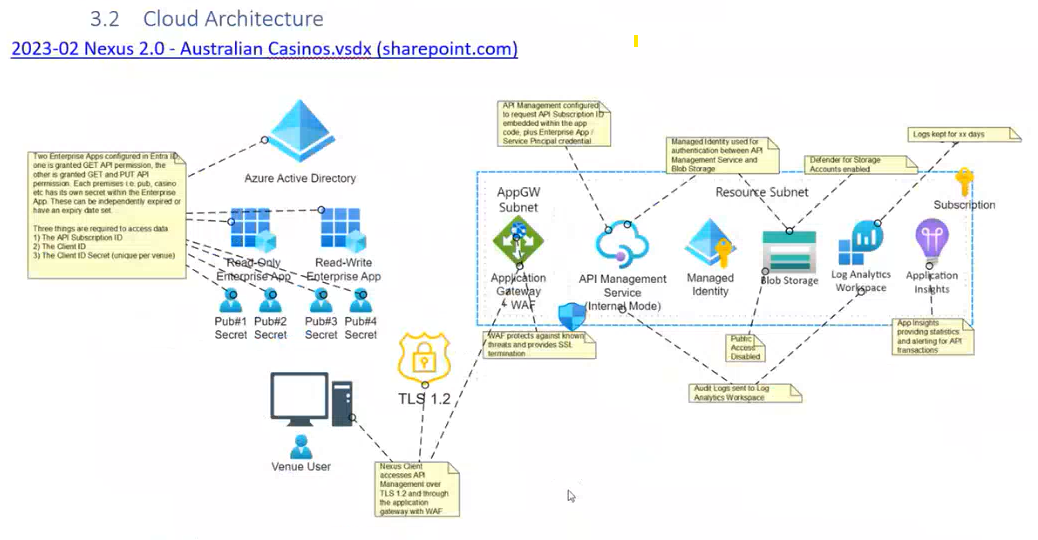 3.2 Cloud Architecture
2023-02 Nexus 2.0 - Australian Casinos.vsdx (sharepoint.com)
Two Enterprise Apps configured in Entra ID,
one is granted GET API permission, the
other is granted GET and PUT API
permission. Each premises i.e. pub, casino
etc has its own secret within the Enterprise
App. These can be independently expired or
have an expiry date set.
Three things are required to access data
1) The API Subscription ID
2) The Client ID
3) The Client ID Secret (unique per venue)
Azure Active Directory
Read-Only
Enterprise App
Read-Write
Enterprise App
Pub#1
Secret
Pub#2
Secret
Pub#3
Secret
Pub#4
Secret
TLS 1.2
Venue User
Nexus Client
accesses API
Management over
TLS 1.2 and through
the application
gateway with WAF
API Management configured
to request API Subscription ID
embedded within the app
code, plus Enterprise App /
Service Pincipal credential.
Managed Identity used for
authentication between API
Management Service and
Blob Storage
Defender for Storage
Accounts enabled
Logs kept for xx days
AppGW
Subnet
Resource Subnet
Subscription
Application
Gateway
+ WAF
API Management
Service
(Internal Mode)
Managed
Identity
Blob Storage
Log Analytics
Workspace
Application
Insights
WAF protects against known
threats and provides SSL
termination
Public
Access
Disabled
Audit Logs sent to Log
Analytics Workspace
App Insights
providing statistics
and alerting for API
transactions